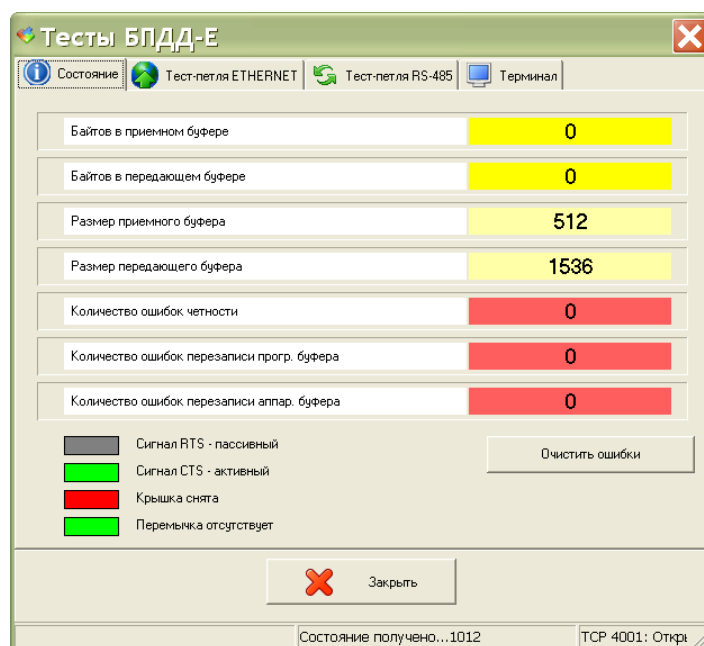 Тесты БПДД-Е
Состояние Тест-петля ETHERNET Тест-петля RS-485 Терминал
Байтов в приемном буфере 0
Байтов в передающем буфере 0
Размер приемного буфера 512
Размер передающего буфера 1536
Количество ошибок четности 0
Количество ошибок перезаписи прогр. буфера 0
Количество ошибок перезаписи аппар. буфера 0
Сигнал RTS - пассивный
Очистить ошибки
Сигнал CTS - активный
Крышка снята
Перемычка отсутствует
Закрыть
Состояние получено...1012 TCP 4001: Откры